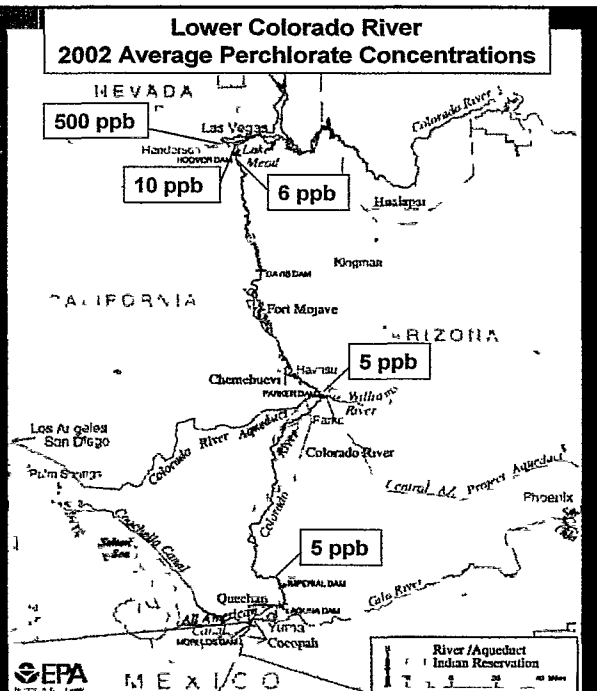 Lower Colorado River
2002 Average Perchlorate Concentrations
NEVADA
500 ppb
Las Vegas
Colorado River
Henderson
Lake
Mead
HOOVER DAM
10 ppb
6 ppb
Hualapai
Kingman
DAVIS DAM
CALIFORNIA
Fort Mojave
ARIZONA
5 ppb
Havasu
Chemehuevi
PARKER DAM
Williams
River
Parker
Los Angeles
San Diego
Colorado River Aqueduct
River
Colorado River
Palm Springs
Central Az. Project Aqueduct
Phoenix
Colorado
Coachella Canal
Salton
Sea
5 ppb
IMPERIAL DAM
Gila River
Quechan
LAGUNA DAM
All American
Canal
Yuma
MORELOS DAM
Cocopah
River / Aqueduct
Indian Reservation
EPA
MEXICO